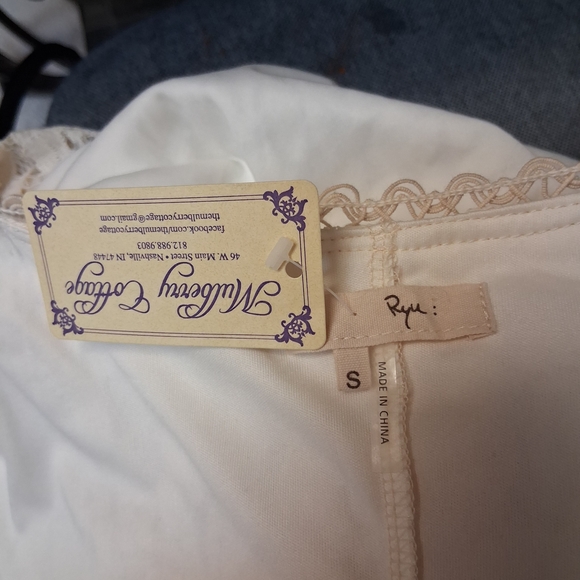 Mulberry Cottage
46 W. Main Street • Nashville, IN 47448
812.988.9803
facebook.com/themulberrycottage
themulberrycottage@gmail.com
Ryu:
S
MADE IN CHINA